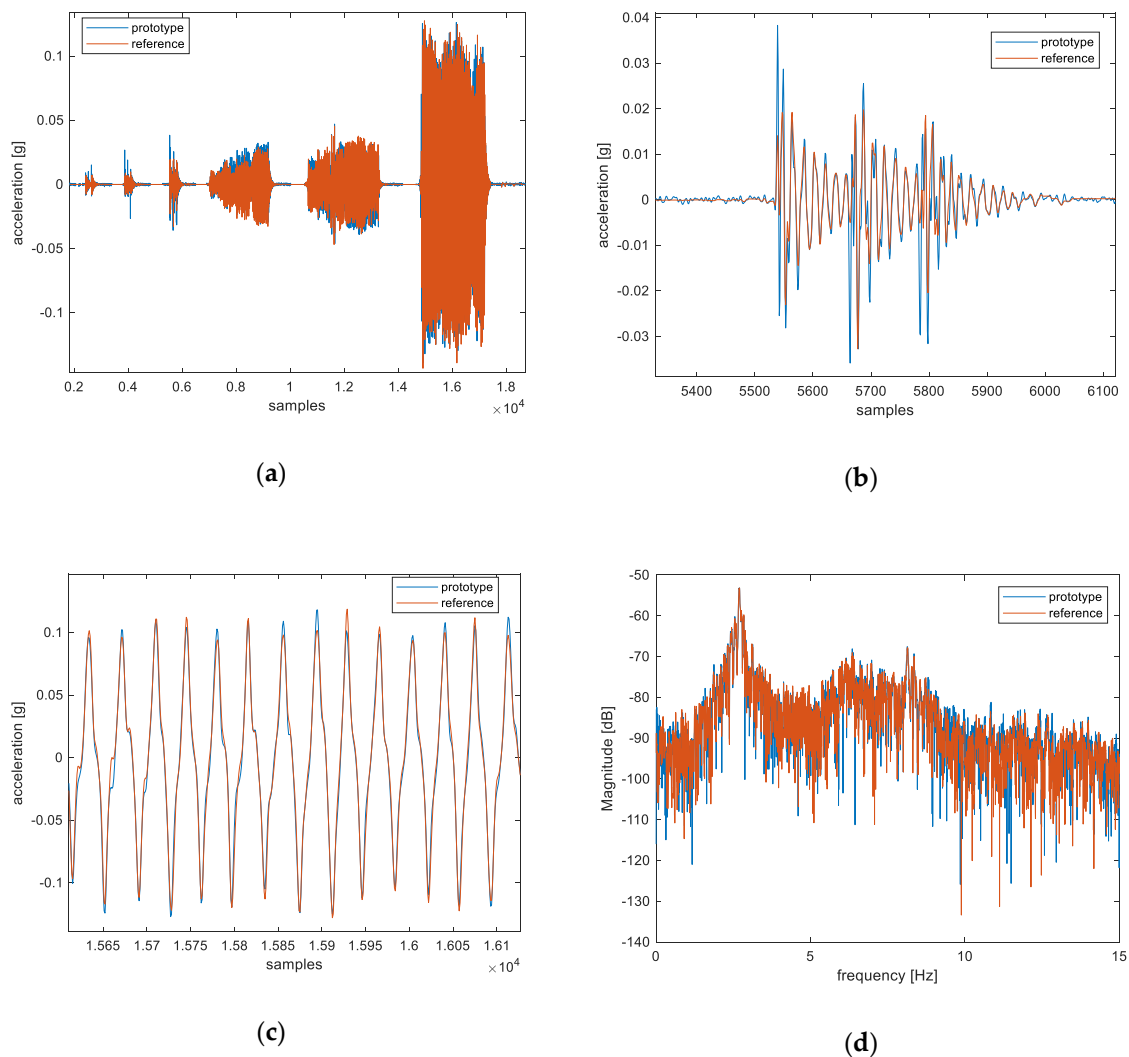 prototype
reference
0.1
0.05
0
-0.05
-0.1
acceleration [g]
0.2 0.4 0.6 0.8 1 1.2 1.4 1.6 1.8
samples
×10^4
(a)
prototype
reference
0.04
0.03
0.02
0.01
0
-0.01
-0.02
-0.03
acceleration [g]
5400 5500 5600 5700 5800 5900 6000 6100
samples
(b)
prototype
reference
0.1
0.05
0
-0.05
-0.1
acceleration [g]
1.565 1.57 1.575 1.58 1.585 1.59 1.595 1.6 1.605 1.61
samples
×10^4
(c)
prototype
reference
-50
-60
-70
-80
-90
-100
-110
-120
-130
-140
Magnitude [dB]
0 5 10 15
frequency [Hz]
(d)